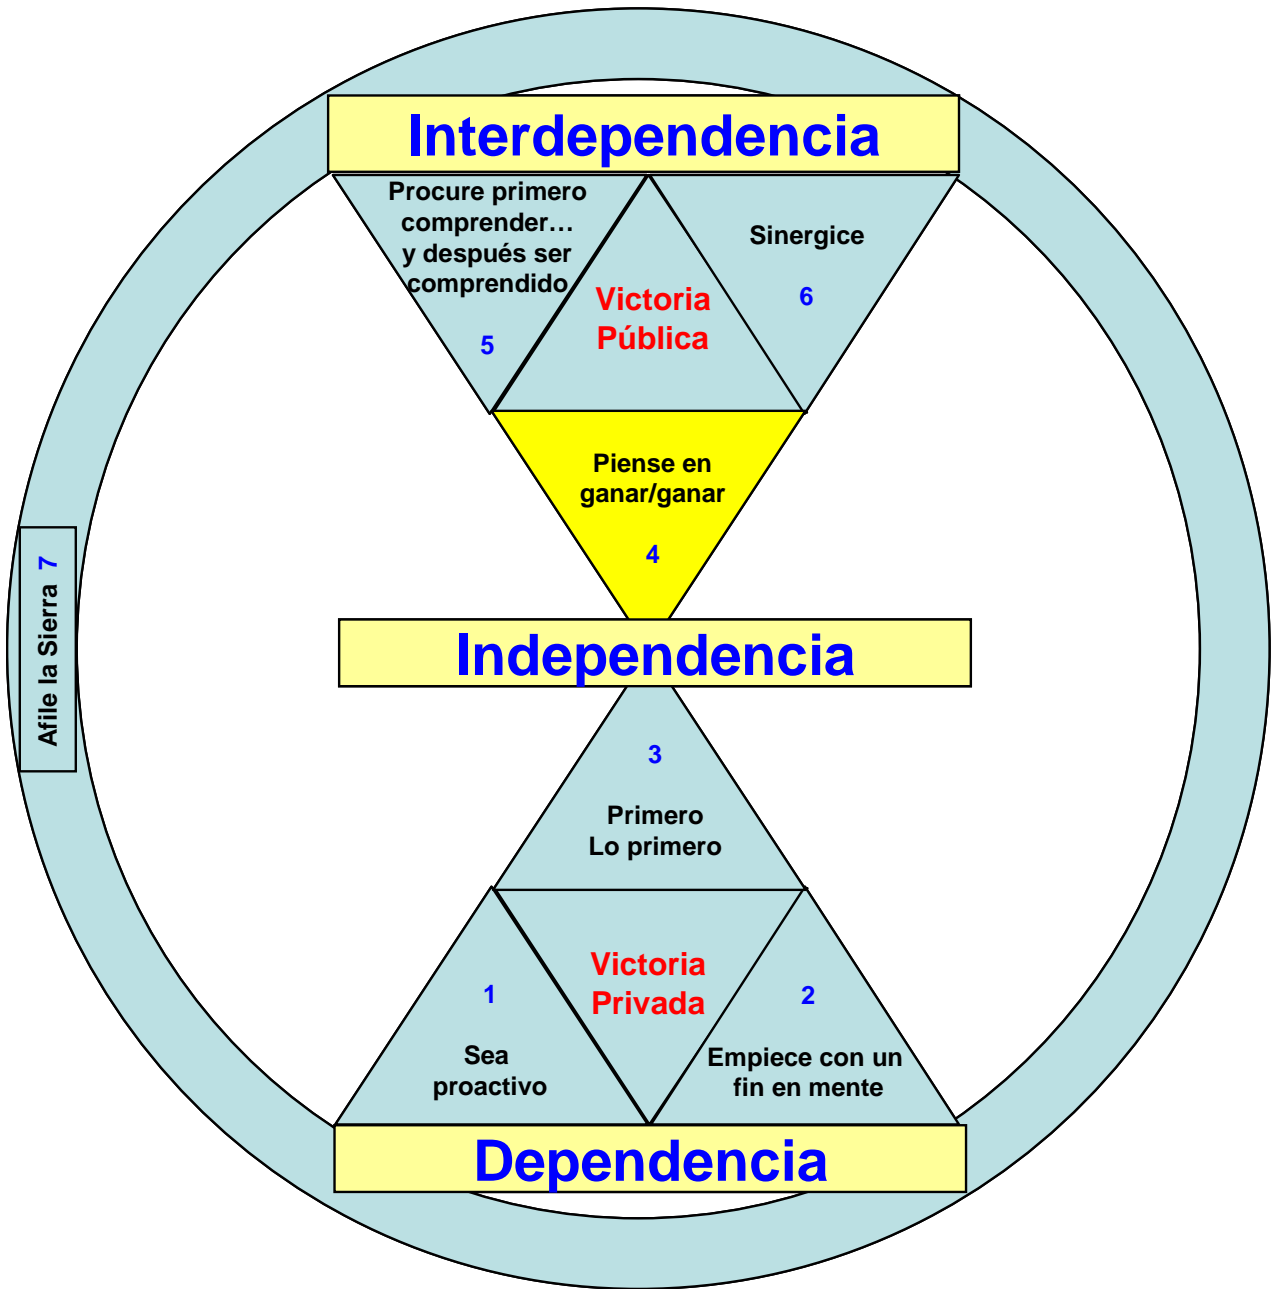 Interdependencia
Procure primero
comprender…
y después ser
comprendido
5
Victoria
Pública
Sinergice
6
Piense en
ganar/ganar
4
Afile la Sierra 7
Independencia
3
Primero
Lo primero
Victoria
Privada
1
Sea
proactivo
2
Empiece con un
fin en mente
Dependencia